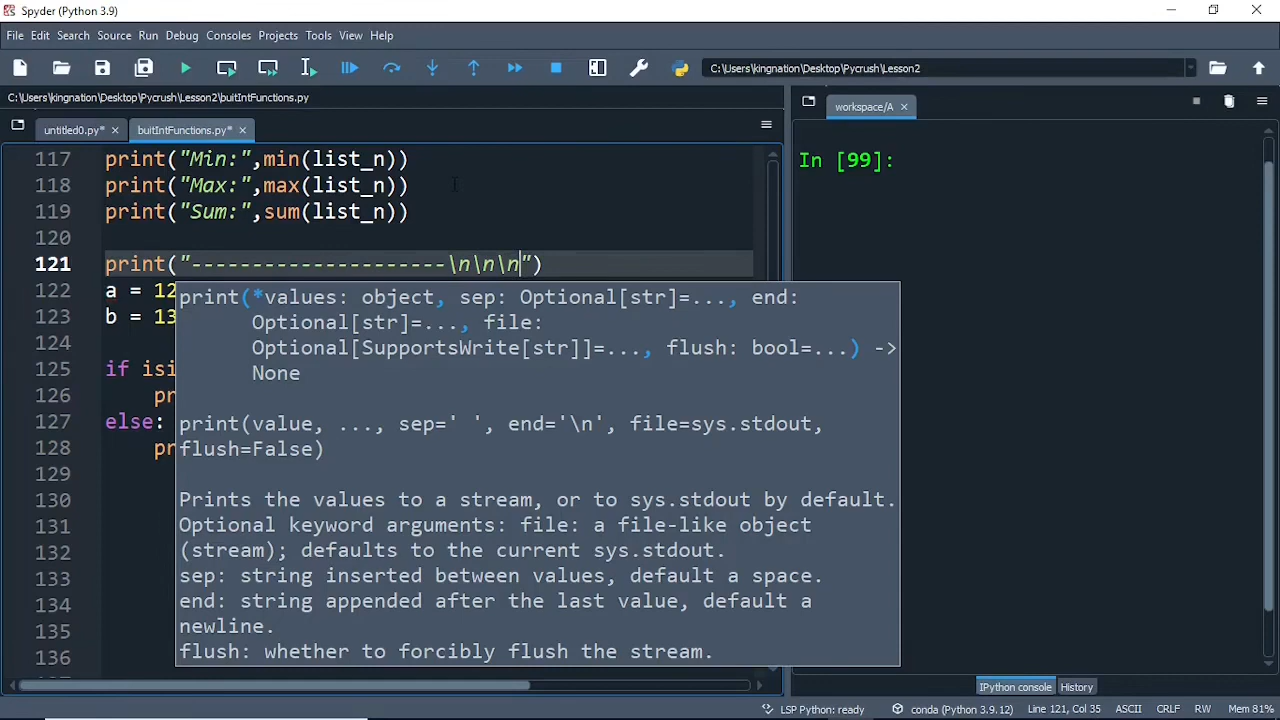 Spyder (Python 3.9)
File Edit Search Source Run Debug Consoles Projects Tools View Help
C:\Users\kingnation\Desktop\Pycrush\Lesson2
C:\Users\kingnation\Desktop\Pycrush\Lesson2\buitIntFunctions.py
untitled0.py*
buitIntFunctions.py*
workspace/A
117 print("Min:",min(list_n))
118 print("Max:",max(list_n))
119 print("Sum:",sum(list_n))
120
121 print("---------------------\n\n\n")
122 a = 12
123 b = 13
124
125 if isi
126 pr
127 else:
128 pr
129
130
131
132
133
134
135
136
print(*values: object, sep: Optional[str]=..., end:
Optional[str]=..., file:
Optional[SupportsWrite[str]]=..., flush: bool=...) ->
None
print(value, ..., sep=' ', end='\n', file=sys.stdout,
flush=False)
Prints the values to a stream, or to sys.stdout by default.
Optional keyword arguments: file: a file-like object
(stream); defaults to the current sys.stdout.
sep: string inserted between values, default a space.
end: string appended after the last value, default a
newline.
flush: whether to forcibly flush the stream.
In [99]:
IPython console History
LSP Python: ready conda (Python 3.9.12) Line 121, Col 35 ASCII CRLF RW Mem 81%